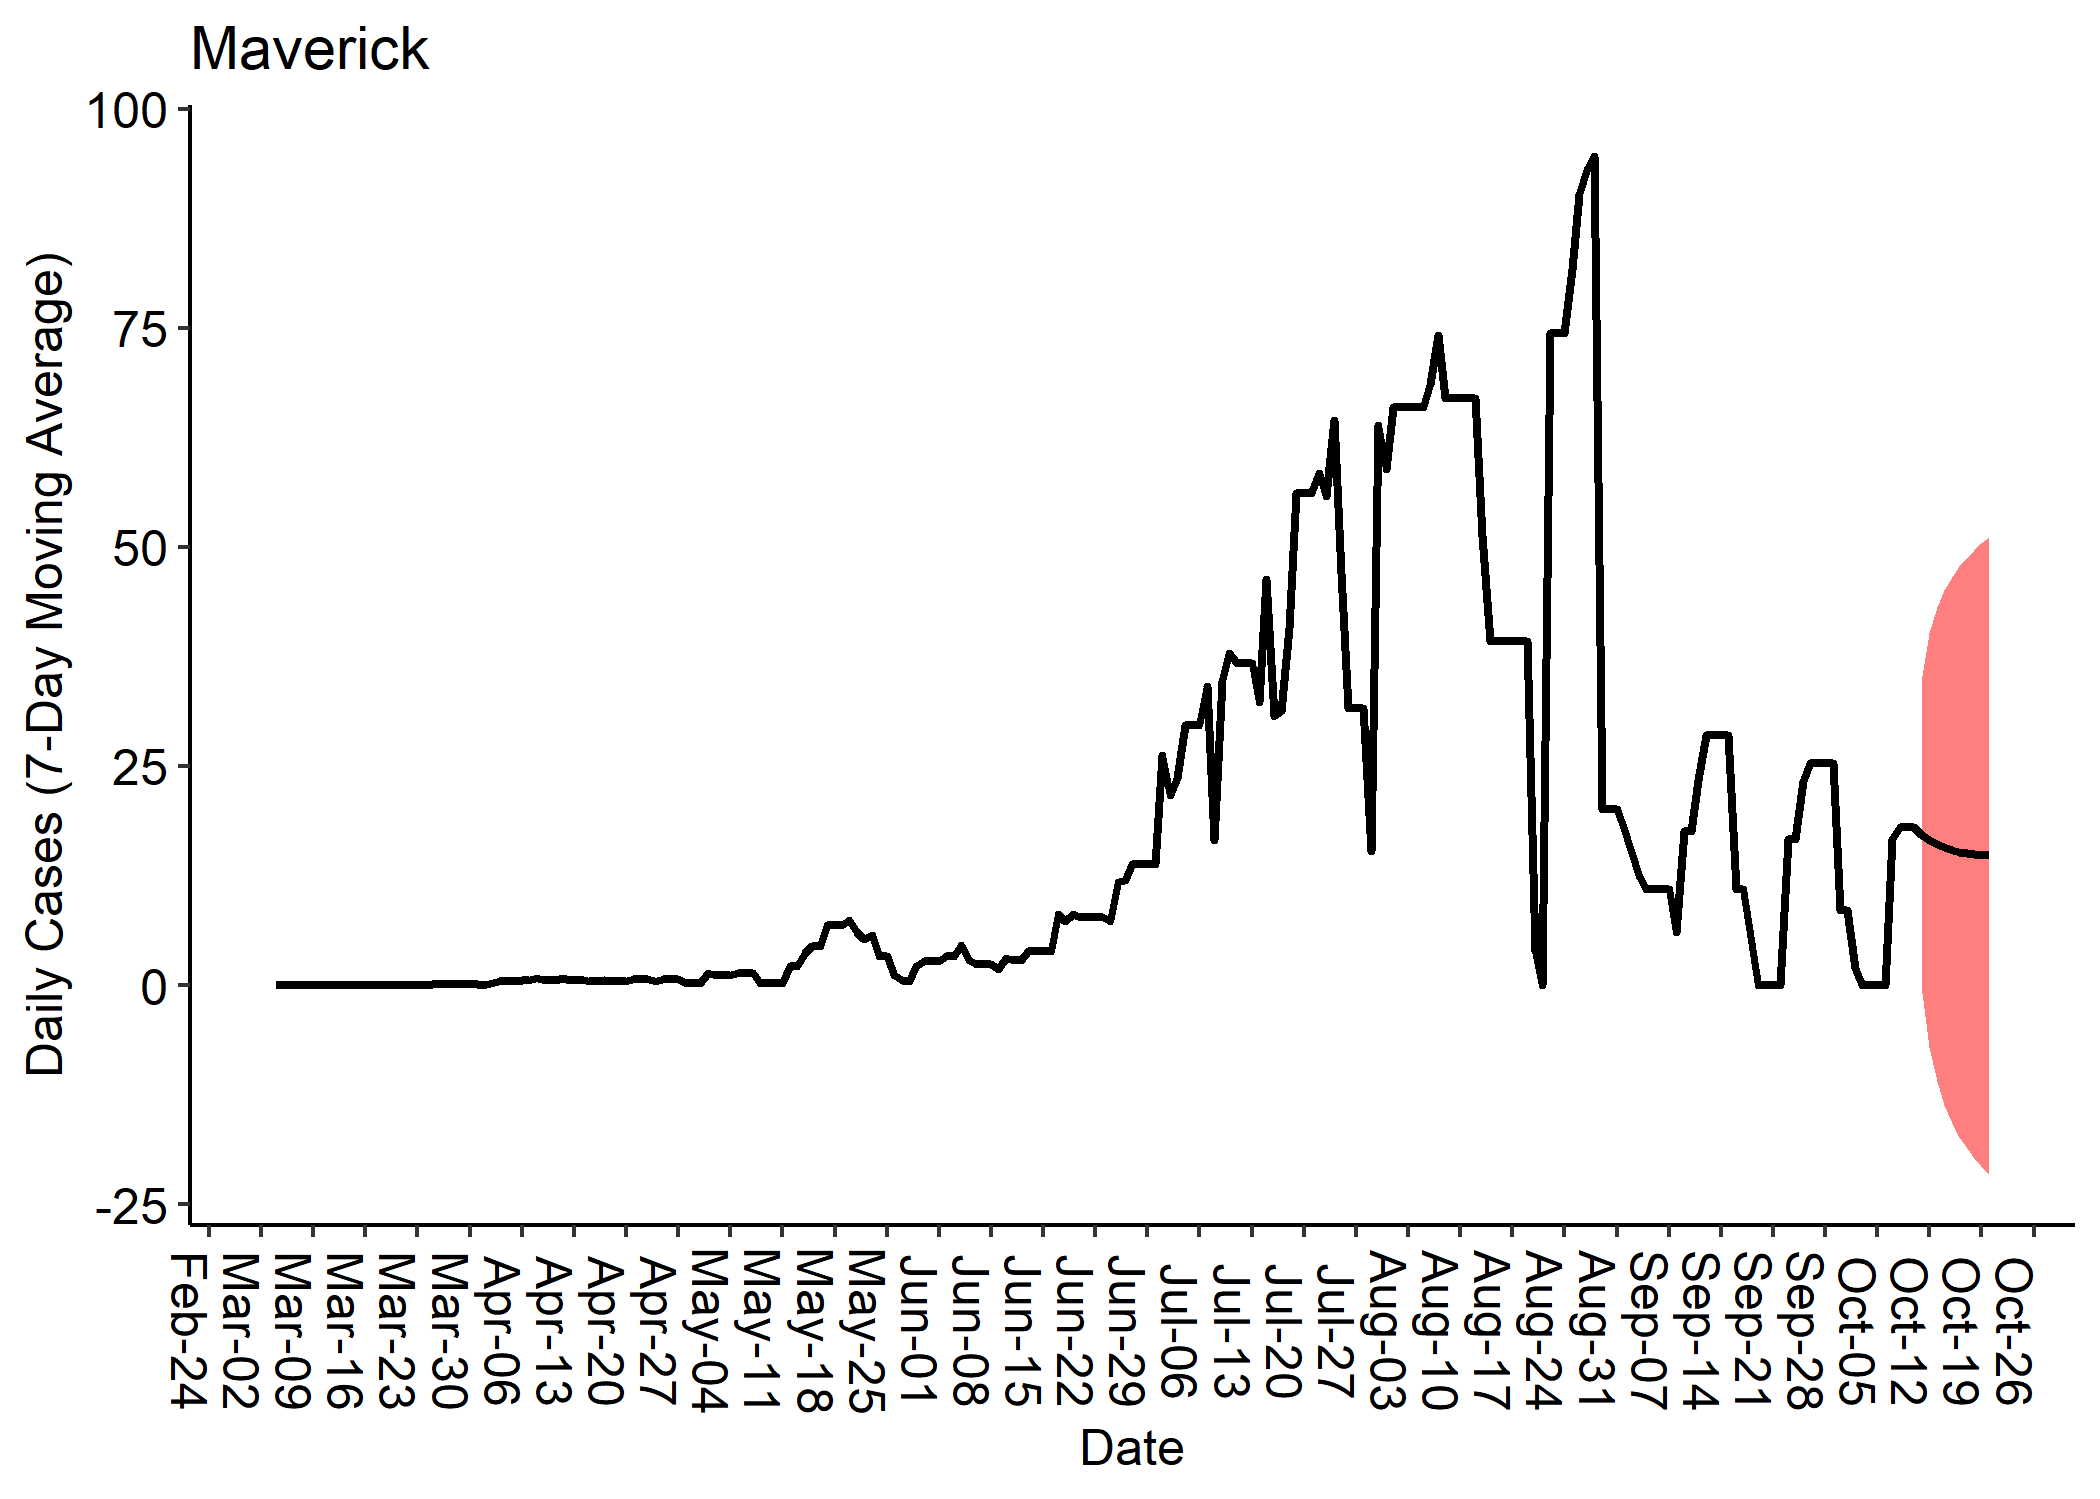 Maverick
Daily Cases (7-Day Moving Average)
100
75
50
25
0
-25
Feb-24
Mar-02
Mar-09
Mar-16
Mar-23
Mar-30
Apr-06
Apr-13
Apr-20
Apr-27
May-04
May-11
May-18
May-25
Jun-01
Jun-08
Jun-15
Jun-22
Jun-29
Jul-06
Jul-13
Jul-20
Jul-27
Aug-03
Aug-10
Aug-17
Aug-24
Aug-31
Sep-07
Sep-14
Sep-21
Sep-28
Oct-05
Oct-12
Oct-19
Oct-26
Date